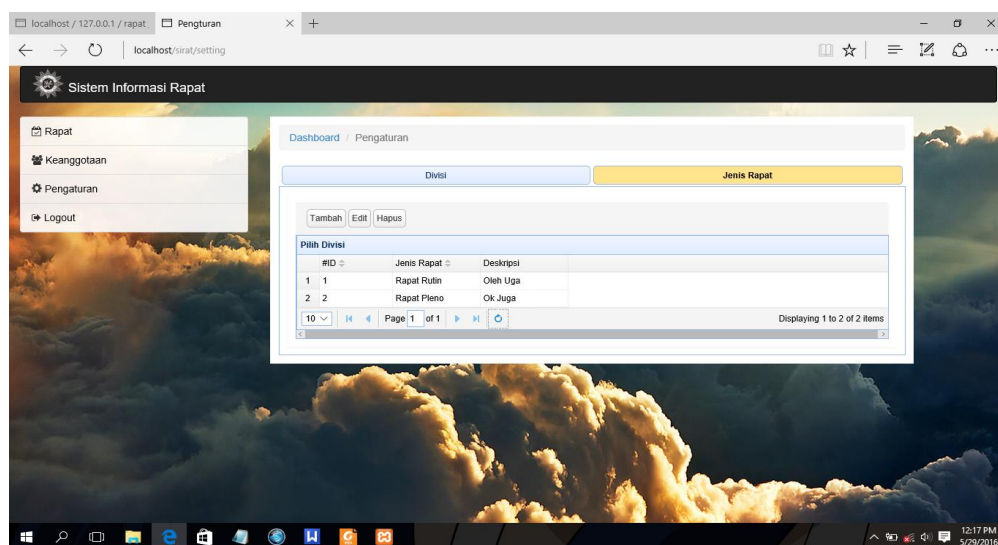 localhost / 127.0.0.1 / rapat
Pengturan
localhost/sirat/setting
Sistem Informasi Rapat
Rapat
Keanggotaan
Pengaturan
Logout
Dashboard / Pengaturan
Divisi
Jenis Rapat
Tambah Edit Hapus
Pilih Divisi
#ID Jenis Rapat Deskripsi
1 1 Rapat Rutin Oleh Uga
2 2 Rapat Pleno Ok Juga
10 Page 1 of 1 Displaying 1 to 2 of 2 items
12:17 PM
5/29/2016